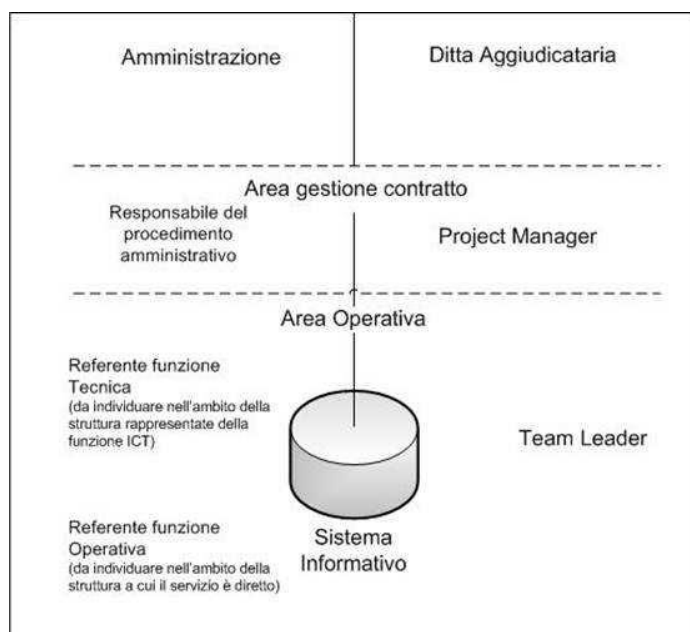 Amministrazione
Ditta Aggiudicataria
Area gestione contratto
Responsabile del
procedimento
amministrativo
Project Manager
Area Operativa
Referente funzione
Tecnica
(da individuare nell'ambito della
struttura rappresentate della
funzione ICT)
Team Leader
Referente funzione
Operativa
(da individuare nell'ambito della
struttura a cui il servizio è diretto)
Sistema
Informativo